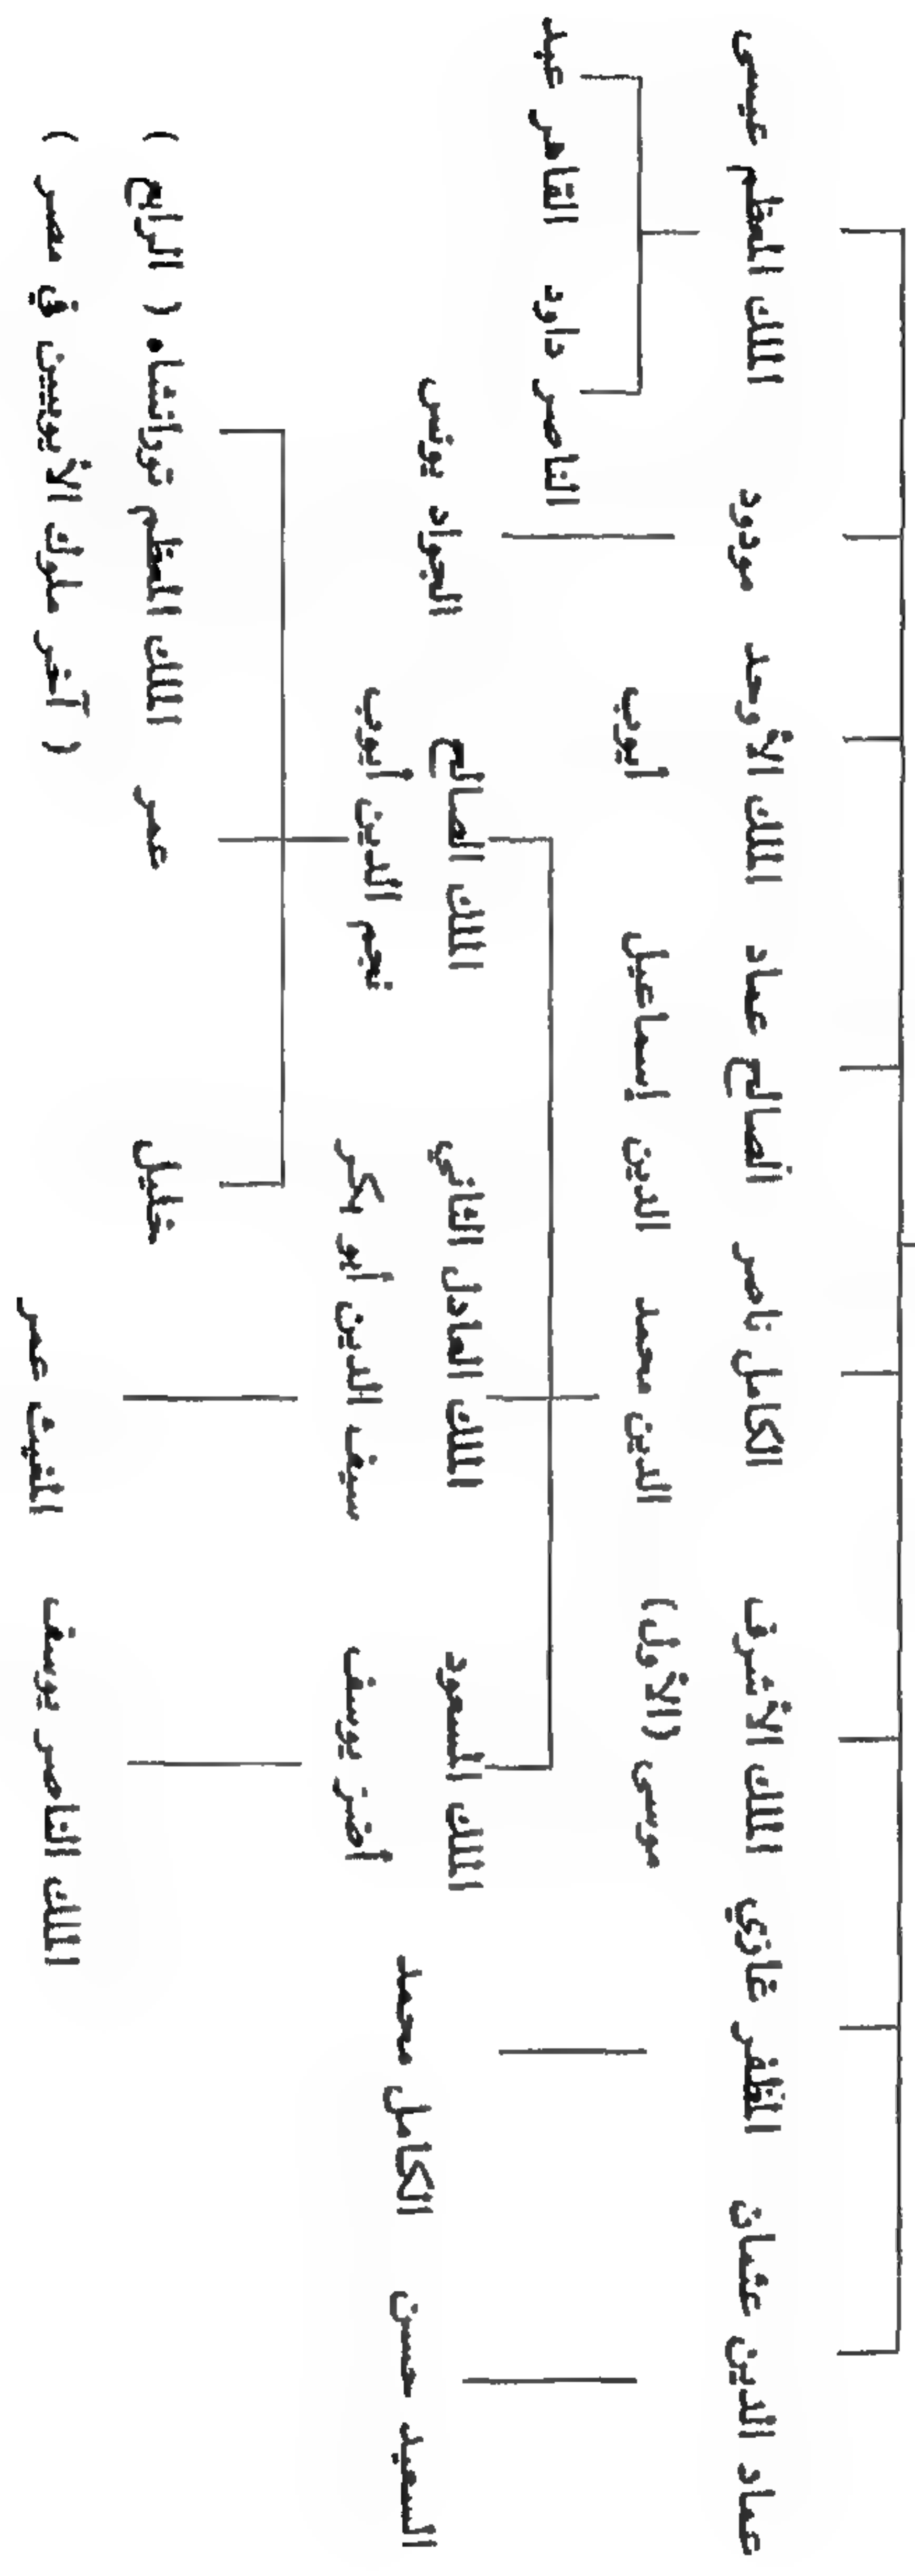 عماد الدين عثمان المظفر غازي الملك الأشرف الكامل ناصر الصالح عماد الملك الأوحد مودود الملك المعظم عيسى
موسى (الأول) الدين محمد الدين إسماعيل أيوب
الناصر داود القاهر عبد
السعيد حسن الكامل محمد الملك المسعود الملك العادل الثاني الملك الصالح الجواد يونس
أضز يوسف سيف الدين أبو بكر نجم الدين أيوب
خليل عمر الملك المعظم تورانشاه ( الرابع )
الملك الناصر يوسف المغيث عمر ( آخر ملوك الأيوبيين في مصر )